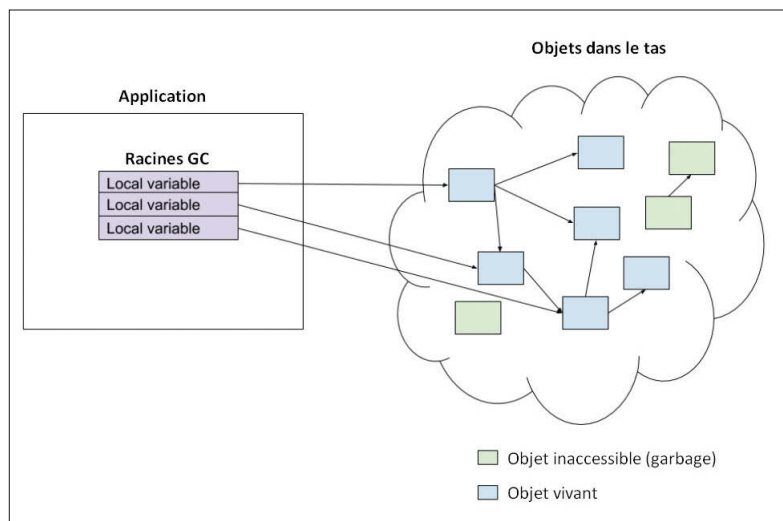 Objets dans le tas
Application
Racines GC
Local variable
Local variable
Local variable
Objet inaccessible (garbage)
Objet vivant